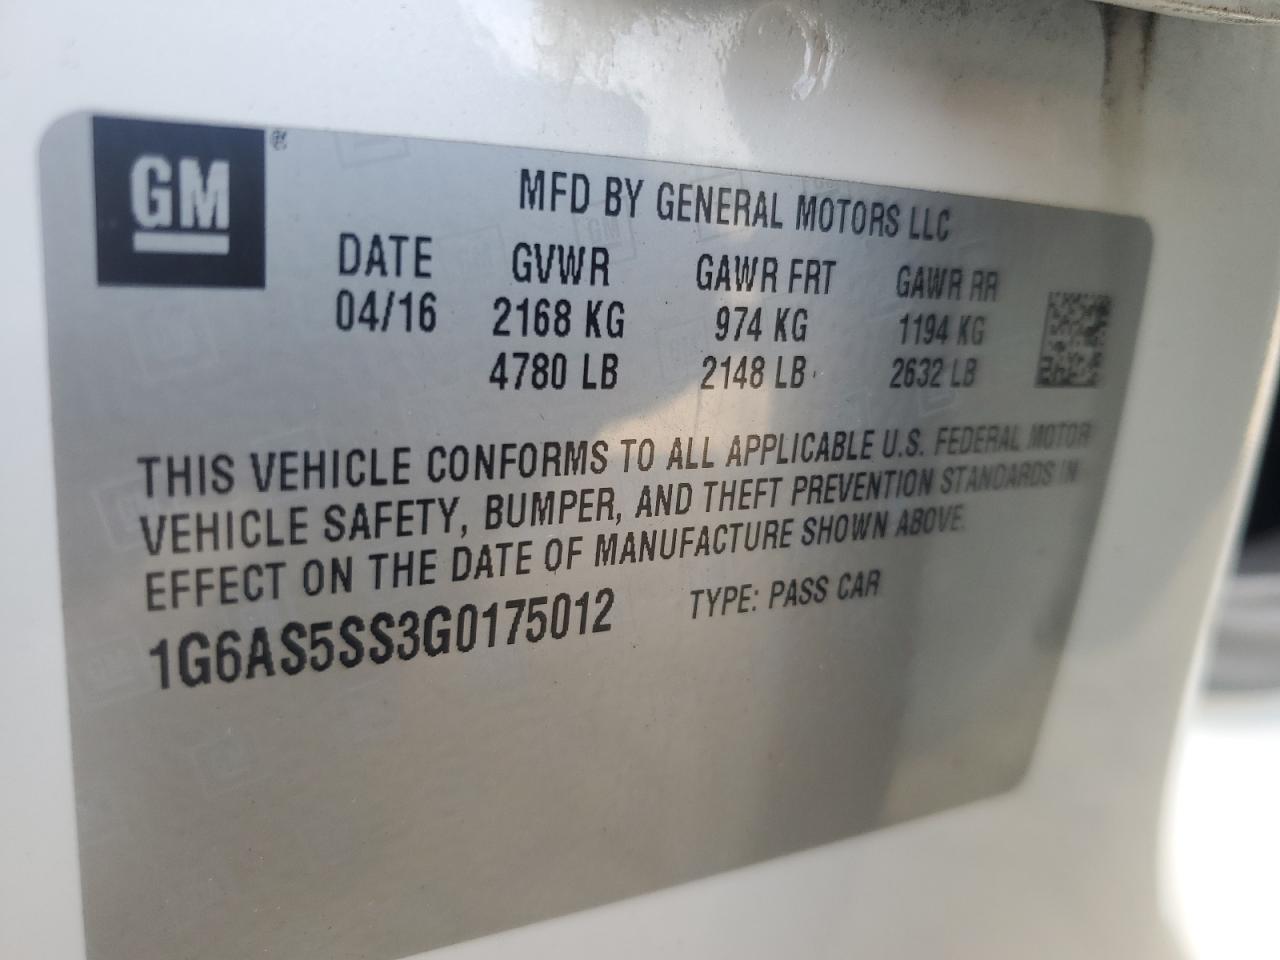 GM ®
MFD BY GENERAL MOTORS LLC
DATE GVWR GAWR FRT GAWR RR
04/16 2168 KG 974 KG 1194 KG
4780 LB 2148 LB 2632 LB
THIS VEHICLE CONFORMS TO ALL APPLICABLE U.S. FEDERAL MOTOR
VEHICLE SAFETY, BUMPER, AND THEFT PREVENTION STANDARDS IN
EFFECT ON THE DATE OF MANUFACTURE SHOWN ABOVE.
1G6AS5SS3G0175012 TYPE: PASS CAR